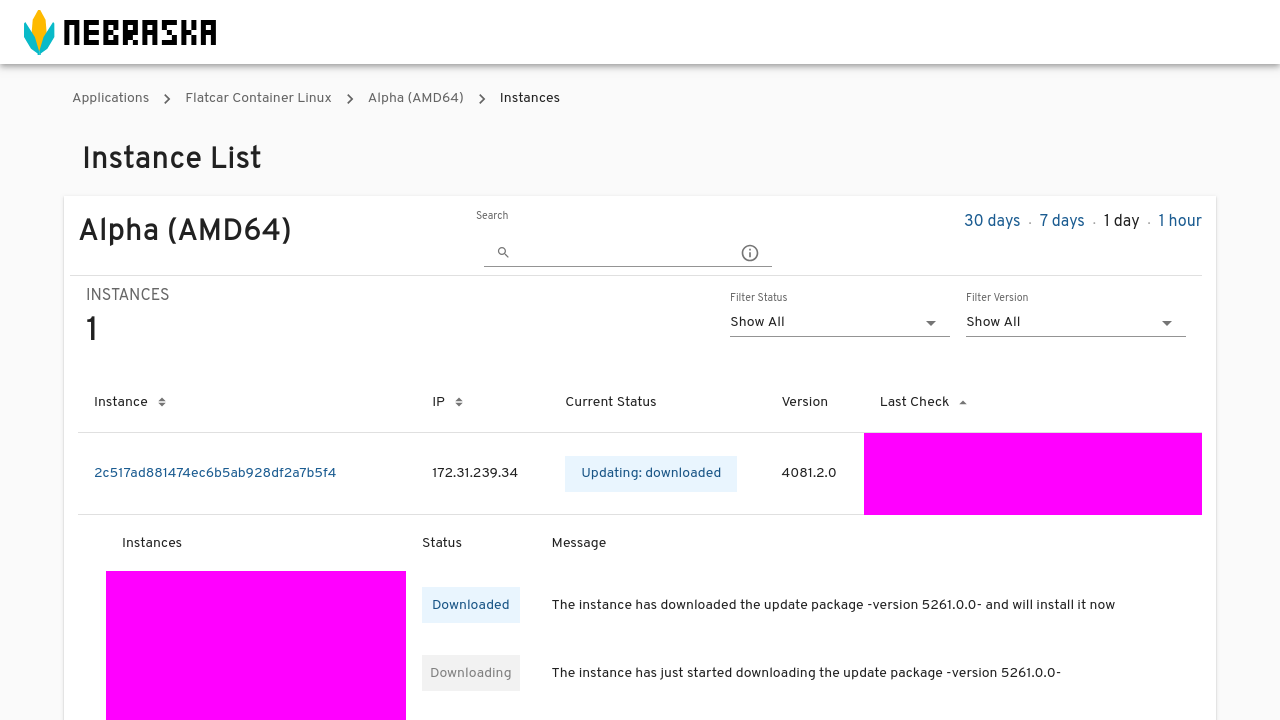 NEBRASKA
Applications > Flatcar Container Linux > Alpha (AMD64) > Instances
Instance List
Alpha (AMD64)
Search
30 days . 7 days . 1 day . 1 hour
INSTANCES
1
Filter Status
Show All
Filter Version
Show All
Instance IP Current Status Version Last Check
2c517ad881474ec6b5ab928df2a7b5f4 172.31.239.34 Updating: downloaded 4081.2.0
Instances Status Message
Downloaded The instance has downloaded the update package -version 5261.0.0- and will install it now
Downloading The instance has just started downloading the update package -version 5261.0.0-